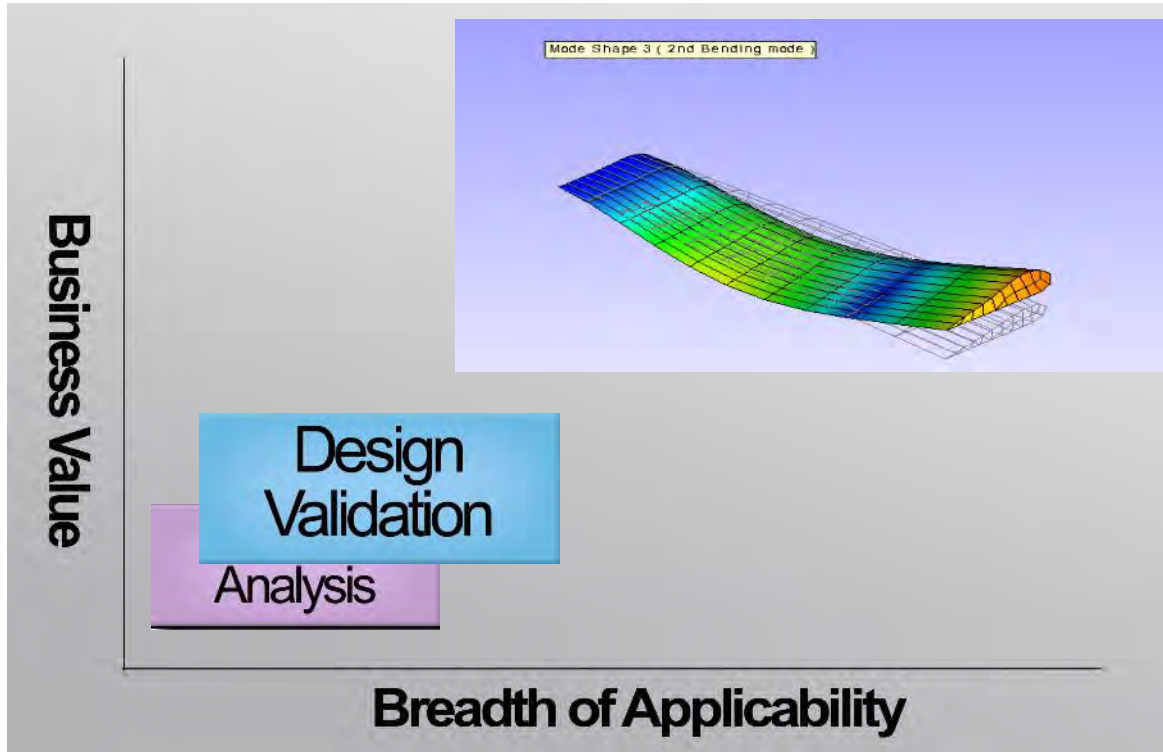 Mode Shape 3 ( 2nd Bending mode )
Business Value
Design
Validation
Analysis
Breadth of Applicability